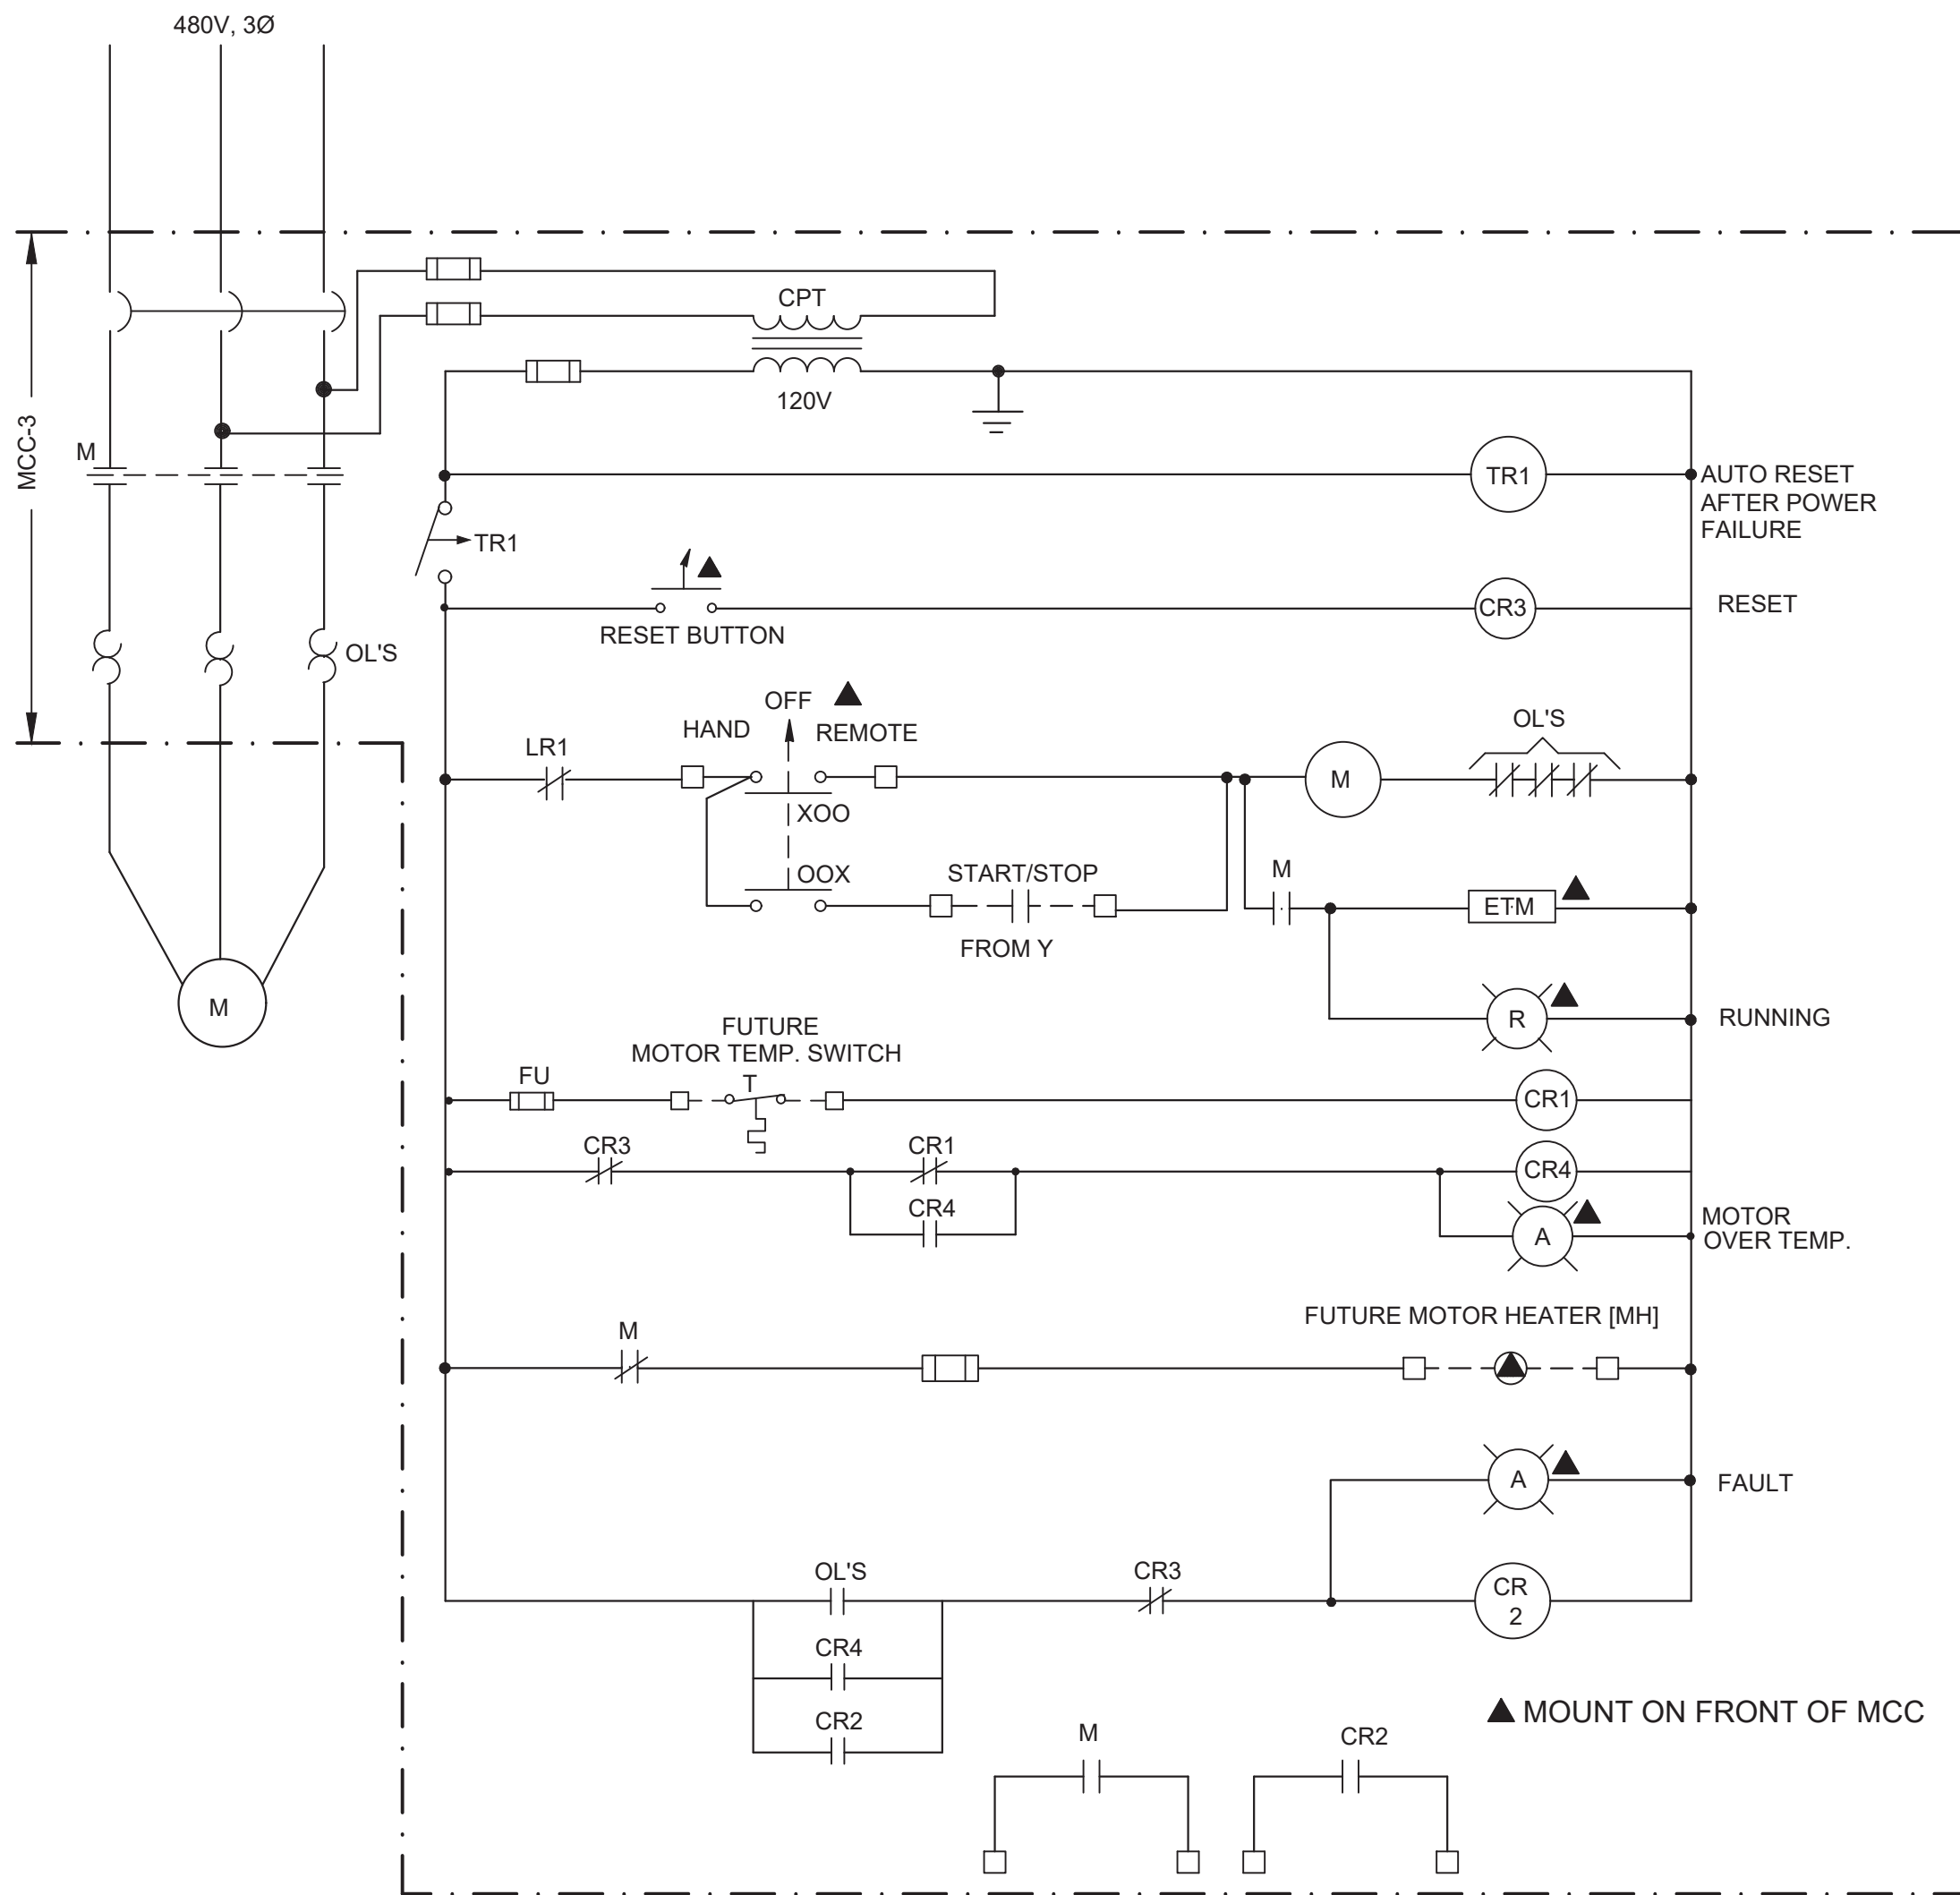 480V, 3Ø
MCC-3
CPT
120V
M
TR1
AUTO RESET
AFTER POWER
FAILURE
TR1
CR3
RESET
RESET BUTTON
OL'S
OFF
HAND
REMOTE
LR1
XOO
OOX
START/STOP
FROM Y
M
OL'S
M
ETM
R
RUNNING
M
FUTURE
MOTOR TEMP. SWITCH
FU
T
CR1
CR3
CR1
CR4
CR4
A
MOTOR
OVER TEMP.
FUTURE MOTOR HEATER [MH]
M
A
FAULT
OL'S
CR3
CR
2
CR4
CR2
MOUNT ON FRONT OF MCC
M
CR2